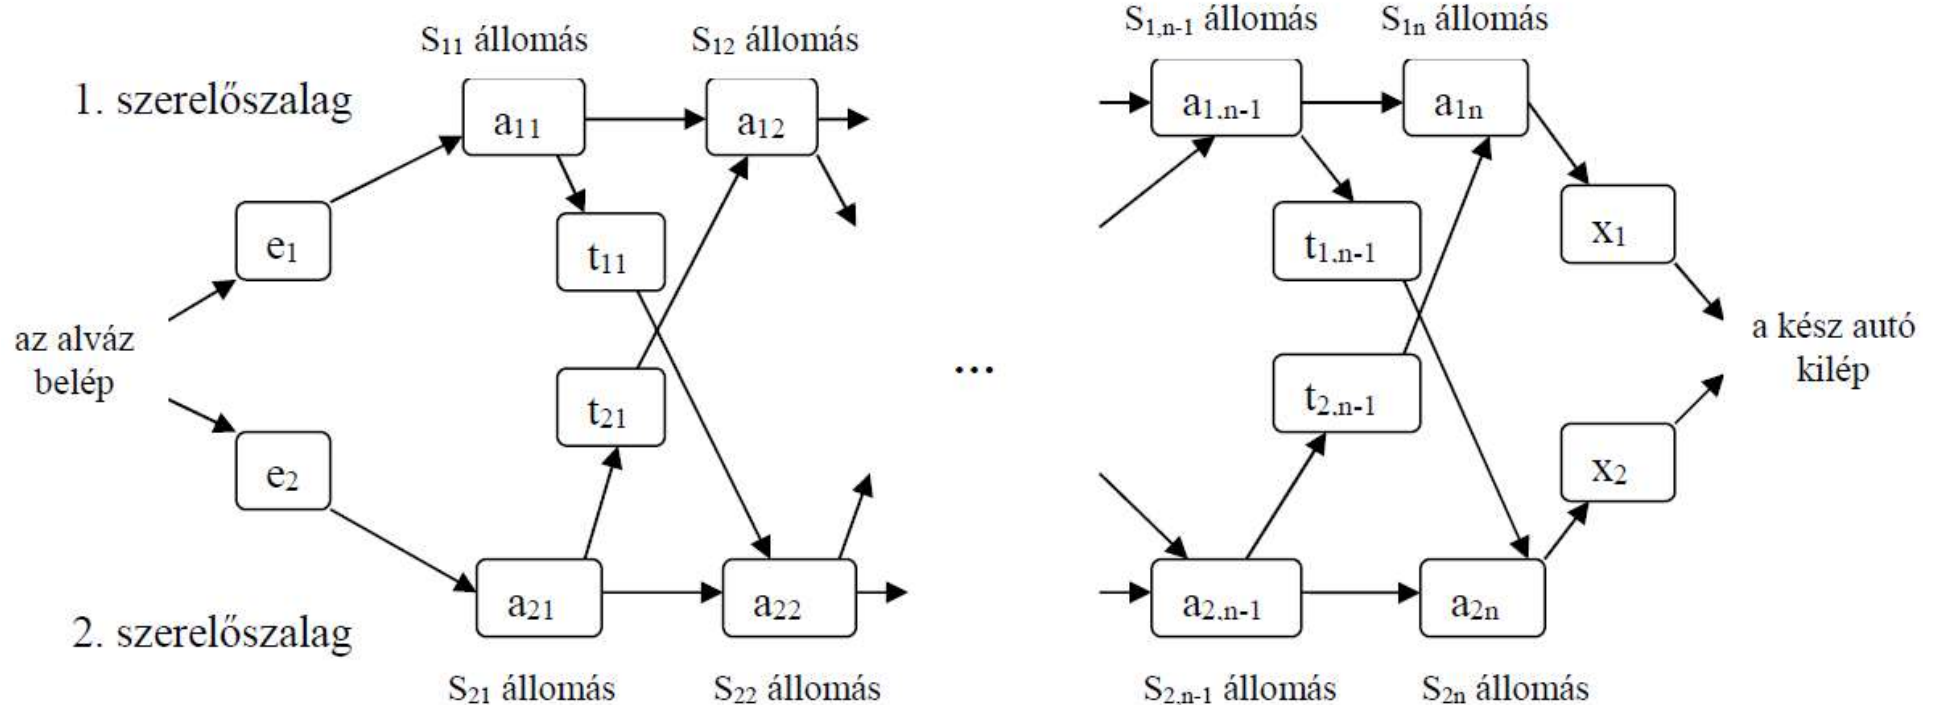 S₁₁ állomás
S₁₂ állomás
S₁,ₙ₋₁ állomás
S₁ₙ állomás
1. szerelőszalag
a₁₁
a₁₂
a₁.ₙ₋₁
a₁ₙ
e₁
t₁₁
t₁.ₙ₋₁
x₁
az alváz
belép
...
a kész autó
kilép
t₂₁
t₂.ₙ₋₁
e₂
x₂
a₂₁
a₂₂
a₂.ₙ₋₁
a₂ₙ
2. szerelőszalag
S₂₁ állomás
S₂₂ állomás
S₂,ₙ₋₁ állomás
S₂ₙ állomás